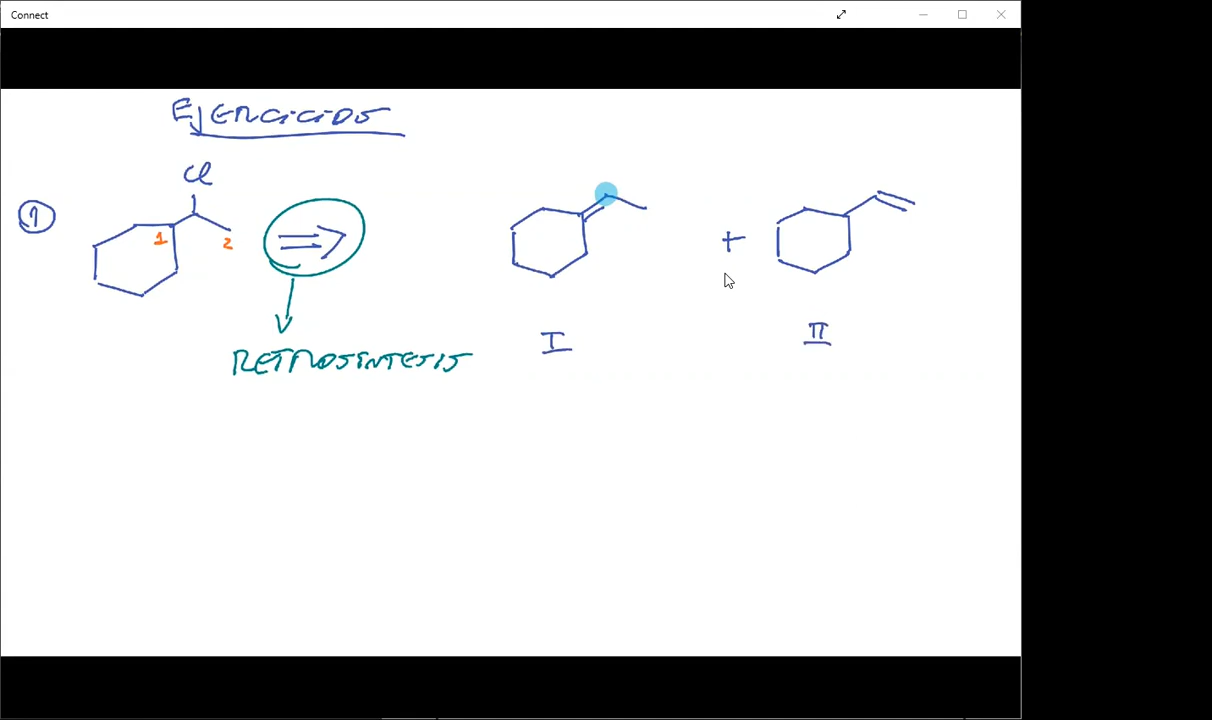 Connect
EJERCICIOS
Cl
1
1 2
+
RETROSINTESIS
I
II